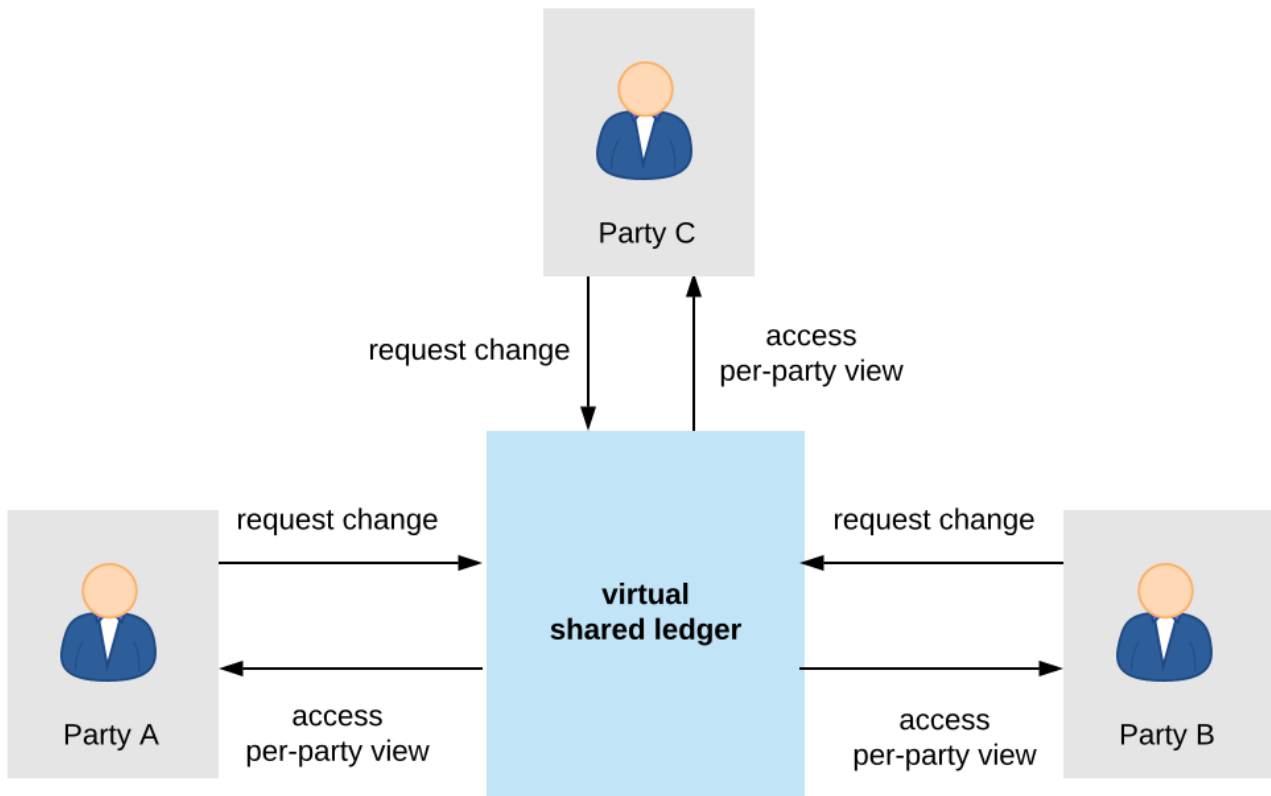 Party C
request change
access
per-party view
request change
request change
virtual
shared ledger
Party A
access
per-party view
access
per-party view
Party B